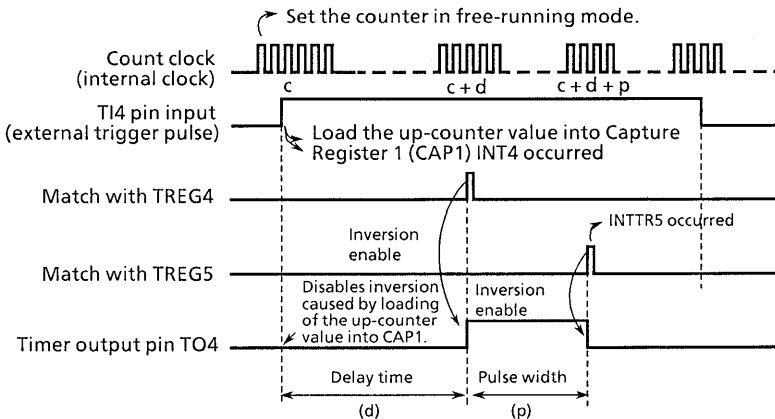 Set the counter in free-running mode.
Count clock
(internal clock)
c
c + d
c + d + p
TI4 pin input
(external trigger pulse)
Load the up-counter value into Capture
Register 1 (CAP1) INT4 occurred
Match with TREG4
INTTR5 occurred
Inversion
enable
Match with TREG5
Disables inversion
caused by loading
of the up-counter
value into CAP1.
Inversion
enable
Timer output pin TO4
Delay time
(d)
Pulse width
(p)